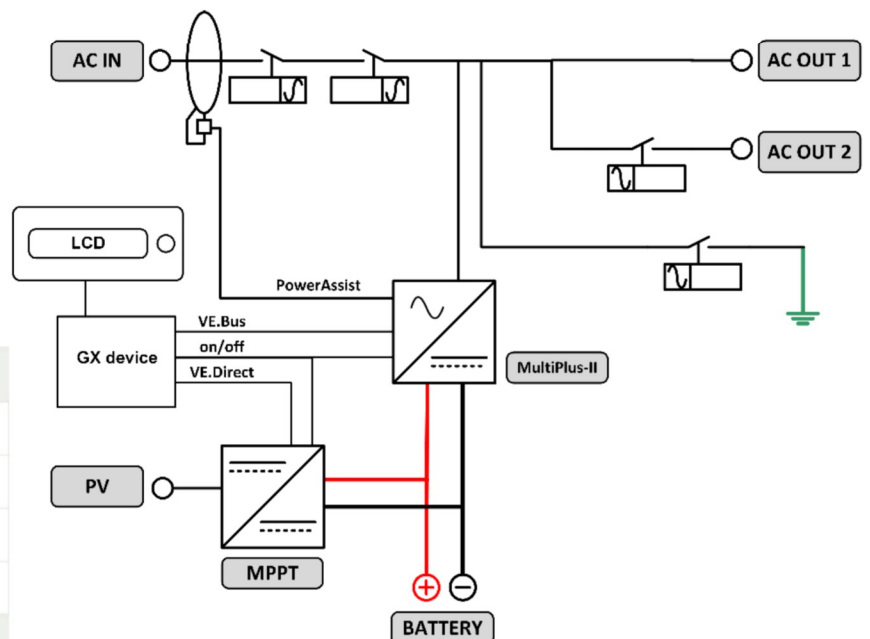 AC IN
AC OUT 1
AC OUT 2
LCD
PowerAssist
VE.Bus
GX device
on/off
MultiPlus-II
VE.Direct
PV
MPPT
BATTERY